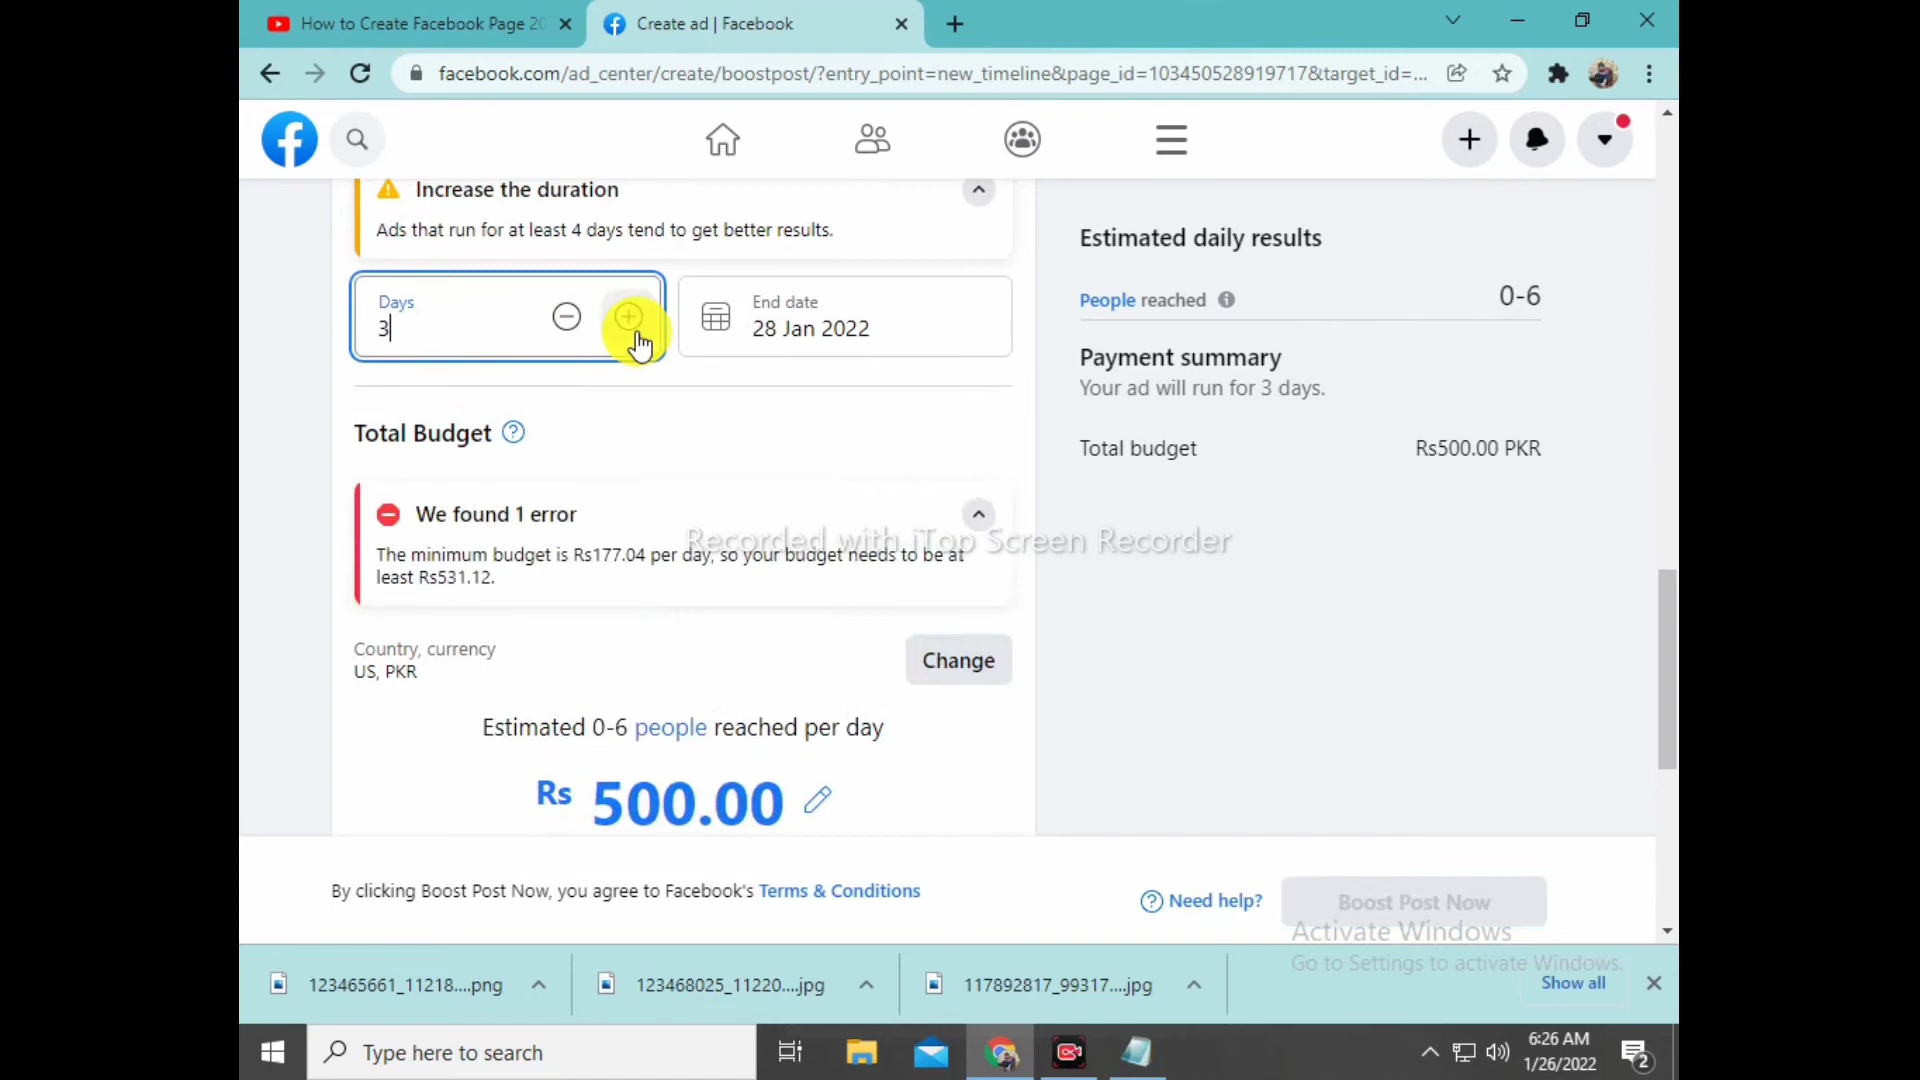 How to Create Facebook Page 20
Create ad | Facebook
facebook.com/ad_center/create/boostpost/?entry_point=new_timeline&page_id=103450528919717&target_id=...
Increase the duration
Ads that run for at least 4 days tend to get better results.
Days
3
End date
28 Jan 2022
Total Budget
We found 1 error
The minimum budget is Rs177.04 per day, so your budget needs to be at
least Rs531.12.
Country, currency
US, PKR
Change
Estimated 0-6 people reached per day
Rs 500.00
Estimated daily results
People reached 0-6
Payment summary
Your ad will run for 3 days.
Total budget Rs500.00 PKR
Recorded with iTop Screen Recorder
By clicking Boost Post Now, you agree to Facebook's Terms & Conditions
Need help?
Boost Post Now
Activate Windows
Go to Settings to activate Windows.
123465661_11218....png
123468025_11220....jpg
117892817_99317....jpg
Show all
Type here to search
6:26 AM
1/26/2022
2